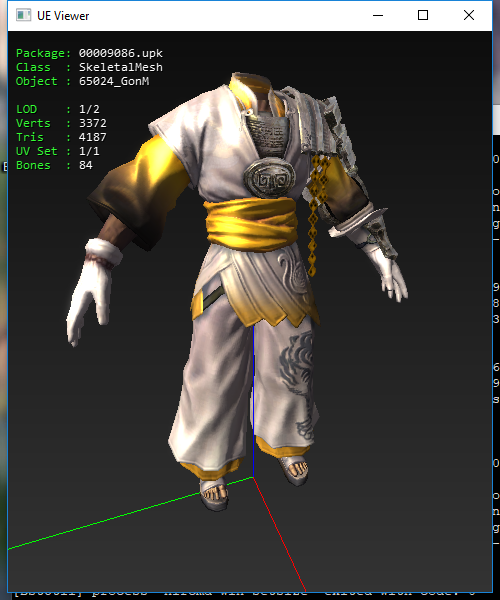 UE Viewer
Package: 00009086.upk
Class : SkeletalMesh
Object : 65024_GonM
LOD : 1/2
Verts : 3372
Tris : 4187
UV Set : 1/1
Bones : 84